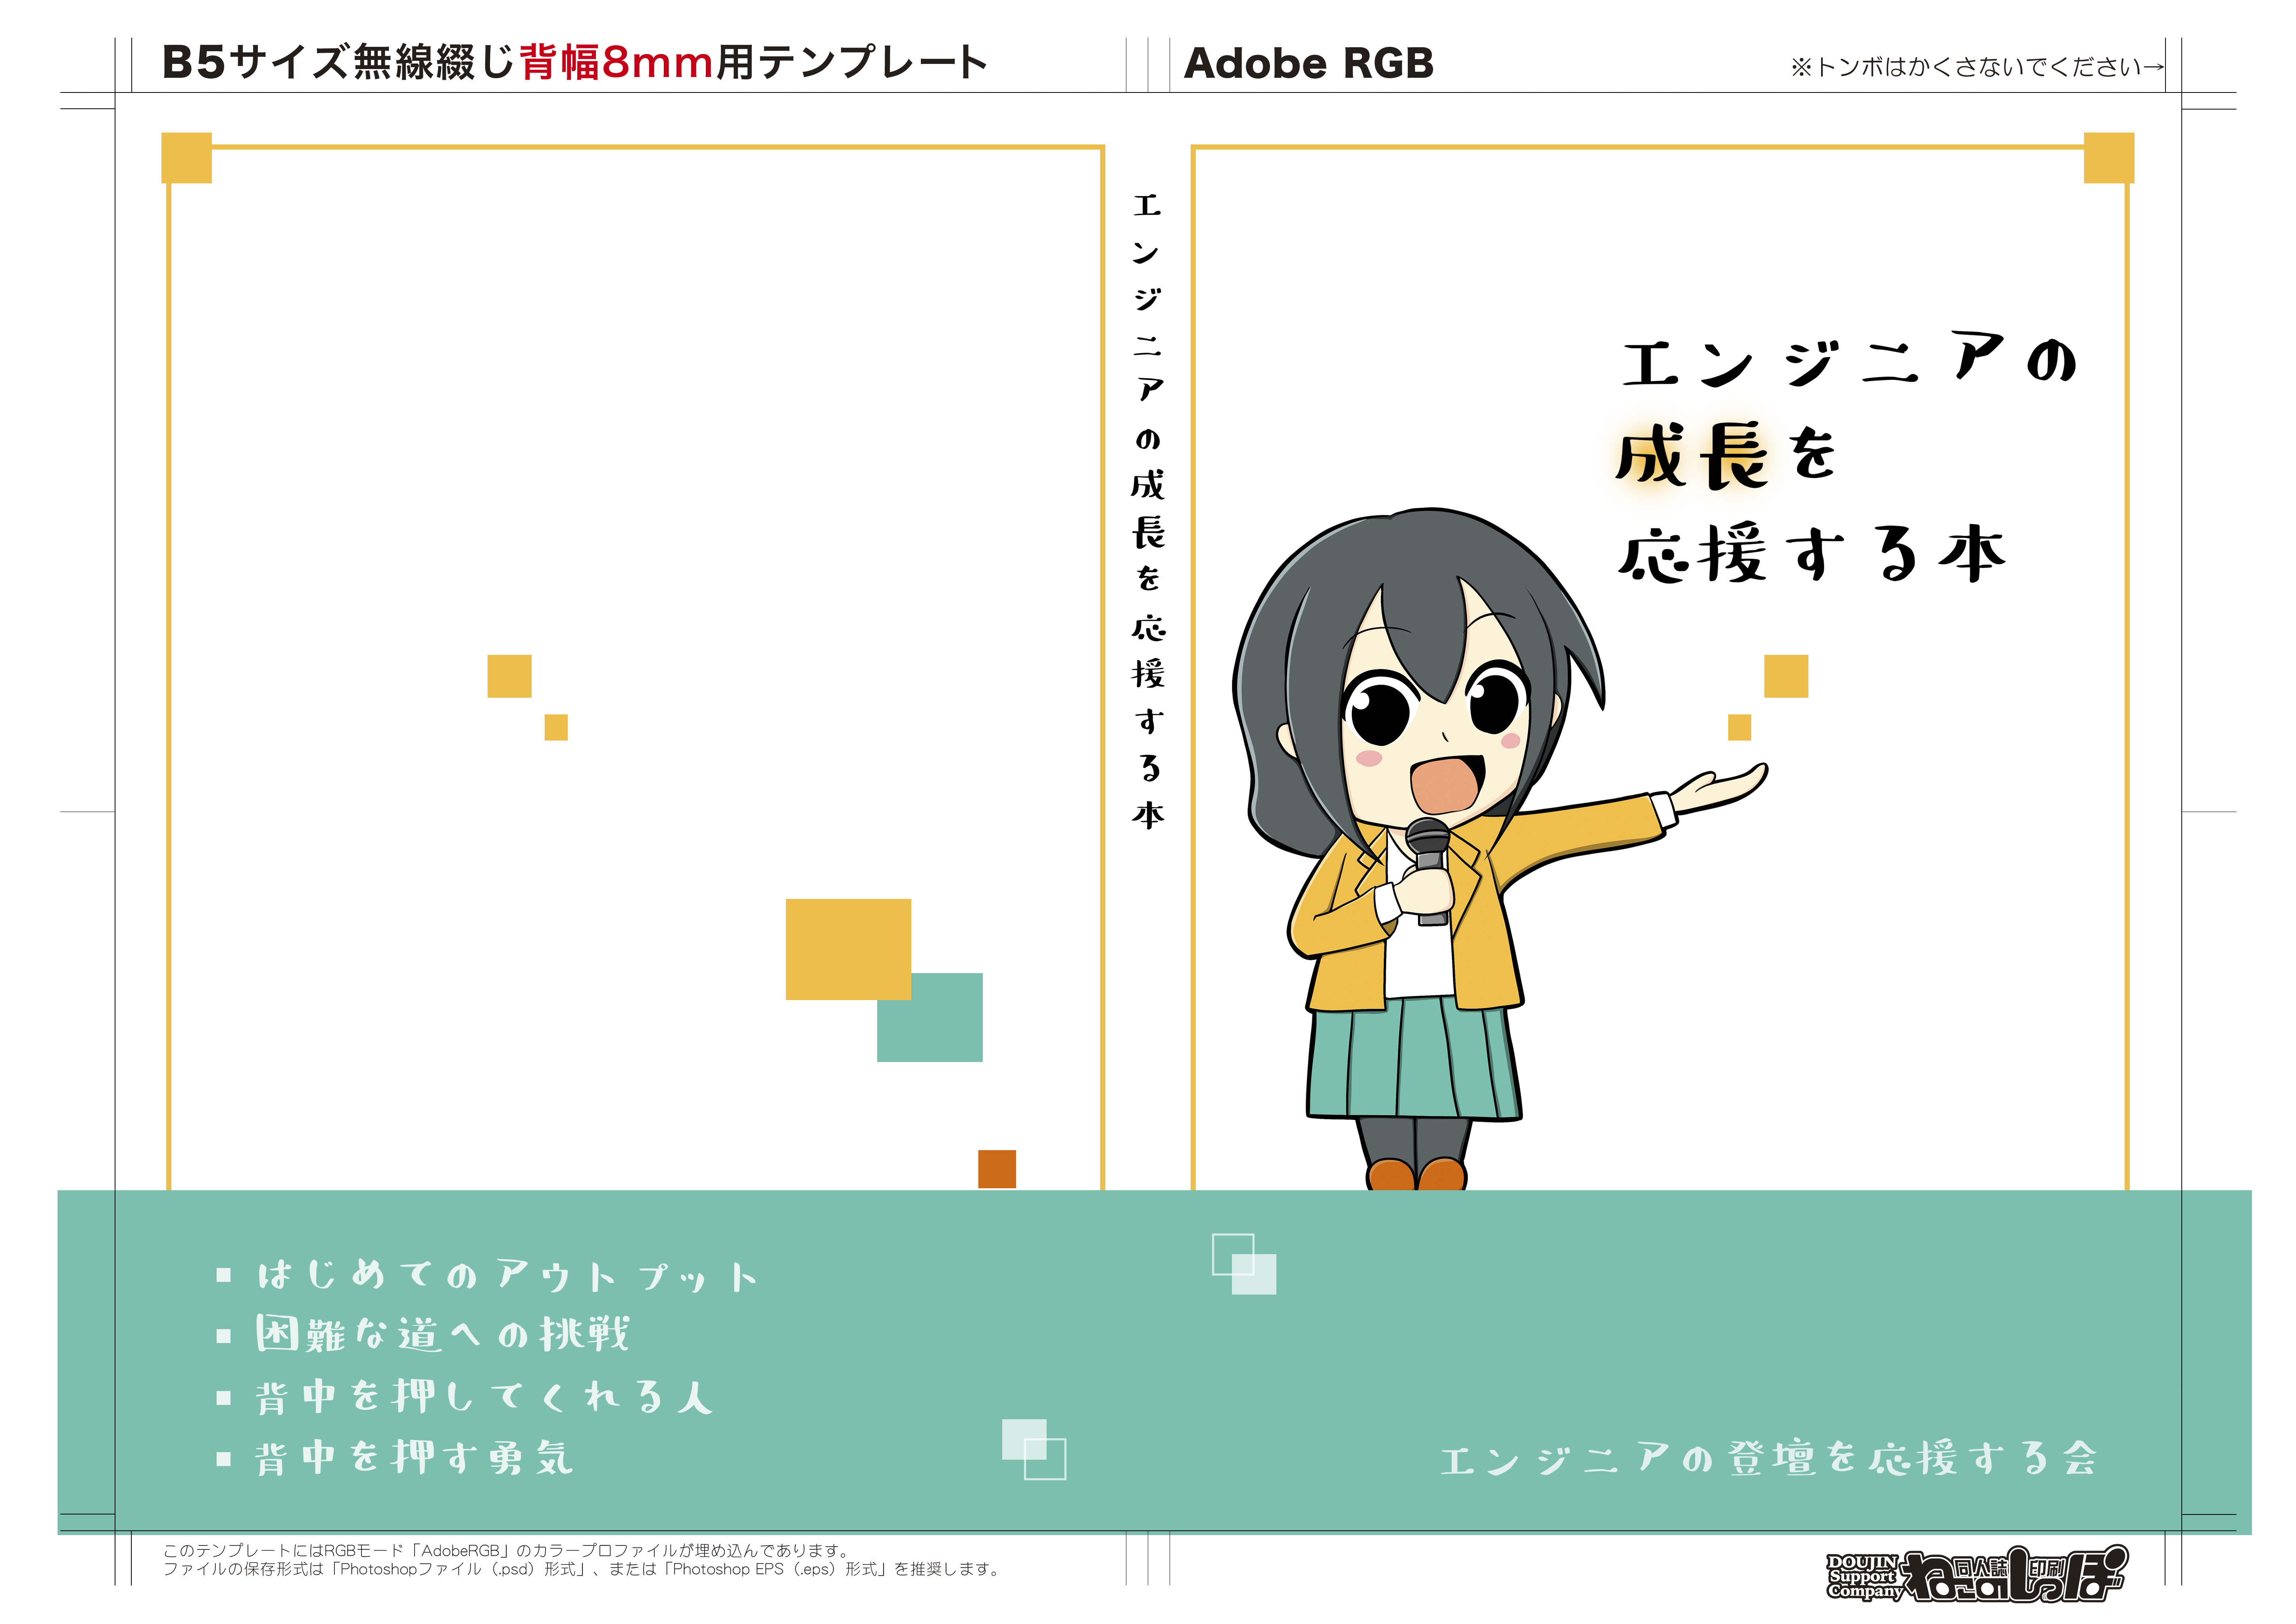 B5サイズ無線綴じ背幅8mm用テンプレート
Adobe RGB
※トンボはかくさないでください→
エンジニアの成長を応援する本
エンジニアの
成長を
応援する本
■ はじめてのアウトプット
■ 困難な道への挑戦
■ 背中を押してくれる人
■ 背中を押す勇気
エンジニアの登壇を応援する会
このテンプレートにはRGBモード「AdobeRGB」のカラープロファイルが埋め込んであります。
ファイルの保存形式は「Photoshopファイル（.psd）形式」、または「Photoshop EPS（.eps）形式」を推奨します。
DOUJIN
Support
Company
同人誌印刷
ねこのしっぽ